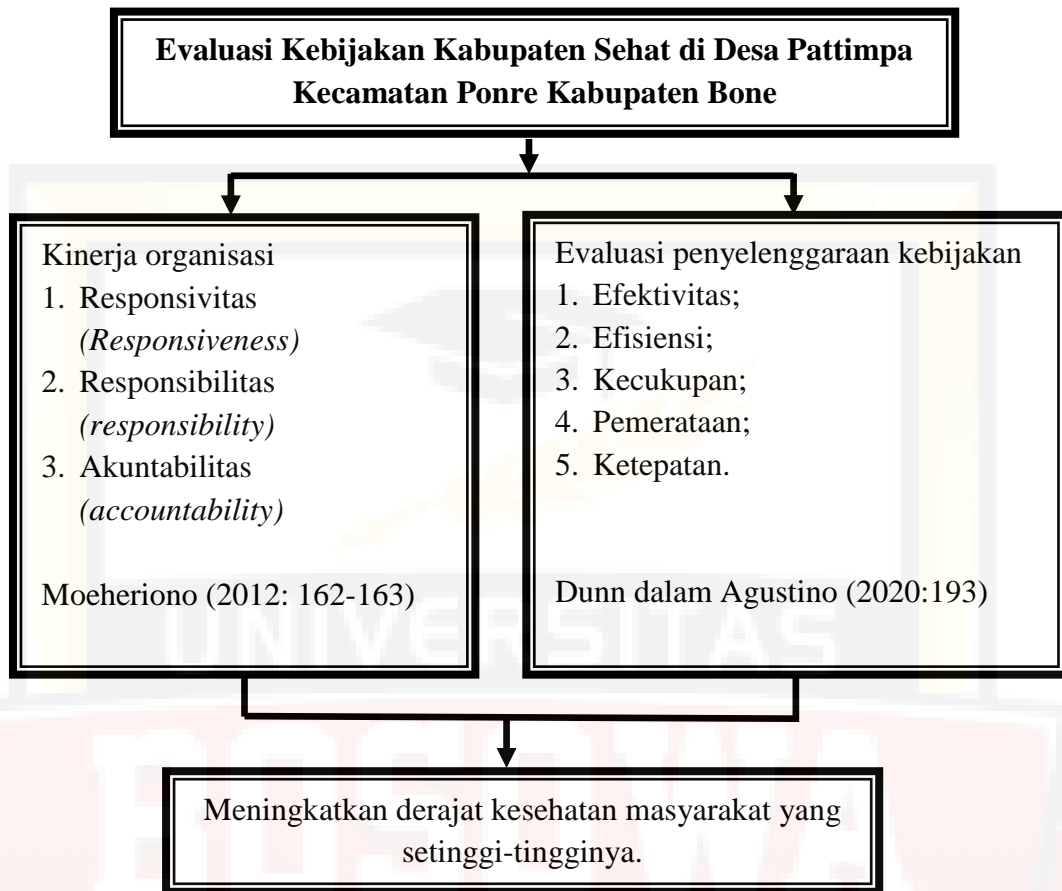 Evaluasi Kebijakan Kabupaten Sehat di Desa Pattimpa
Kecamatan Ponre Kabupaten Bone
Kinerja organisasi
1. Responsivitas
(Responsiveness)
2. Responsibilitas
(responsibility)
3. Akuntabilitas
(accountability)
Moeheriono (2012: 162-163)
Evaluasi penyelenggaraan kebijakan
1. Efektivitas;
2. Efisiensi;
3. Kecukupan;
4. Pemerataan;
5. Ketepatan.
Dunn dalam Agustino (2020:193)
UNIVERSITAS
BOSOWA
Meningkatkan derajat kesehatan masyarakat yang
setinggi-tingginya.